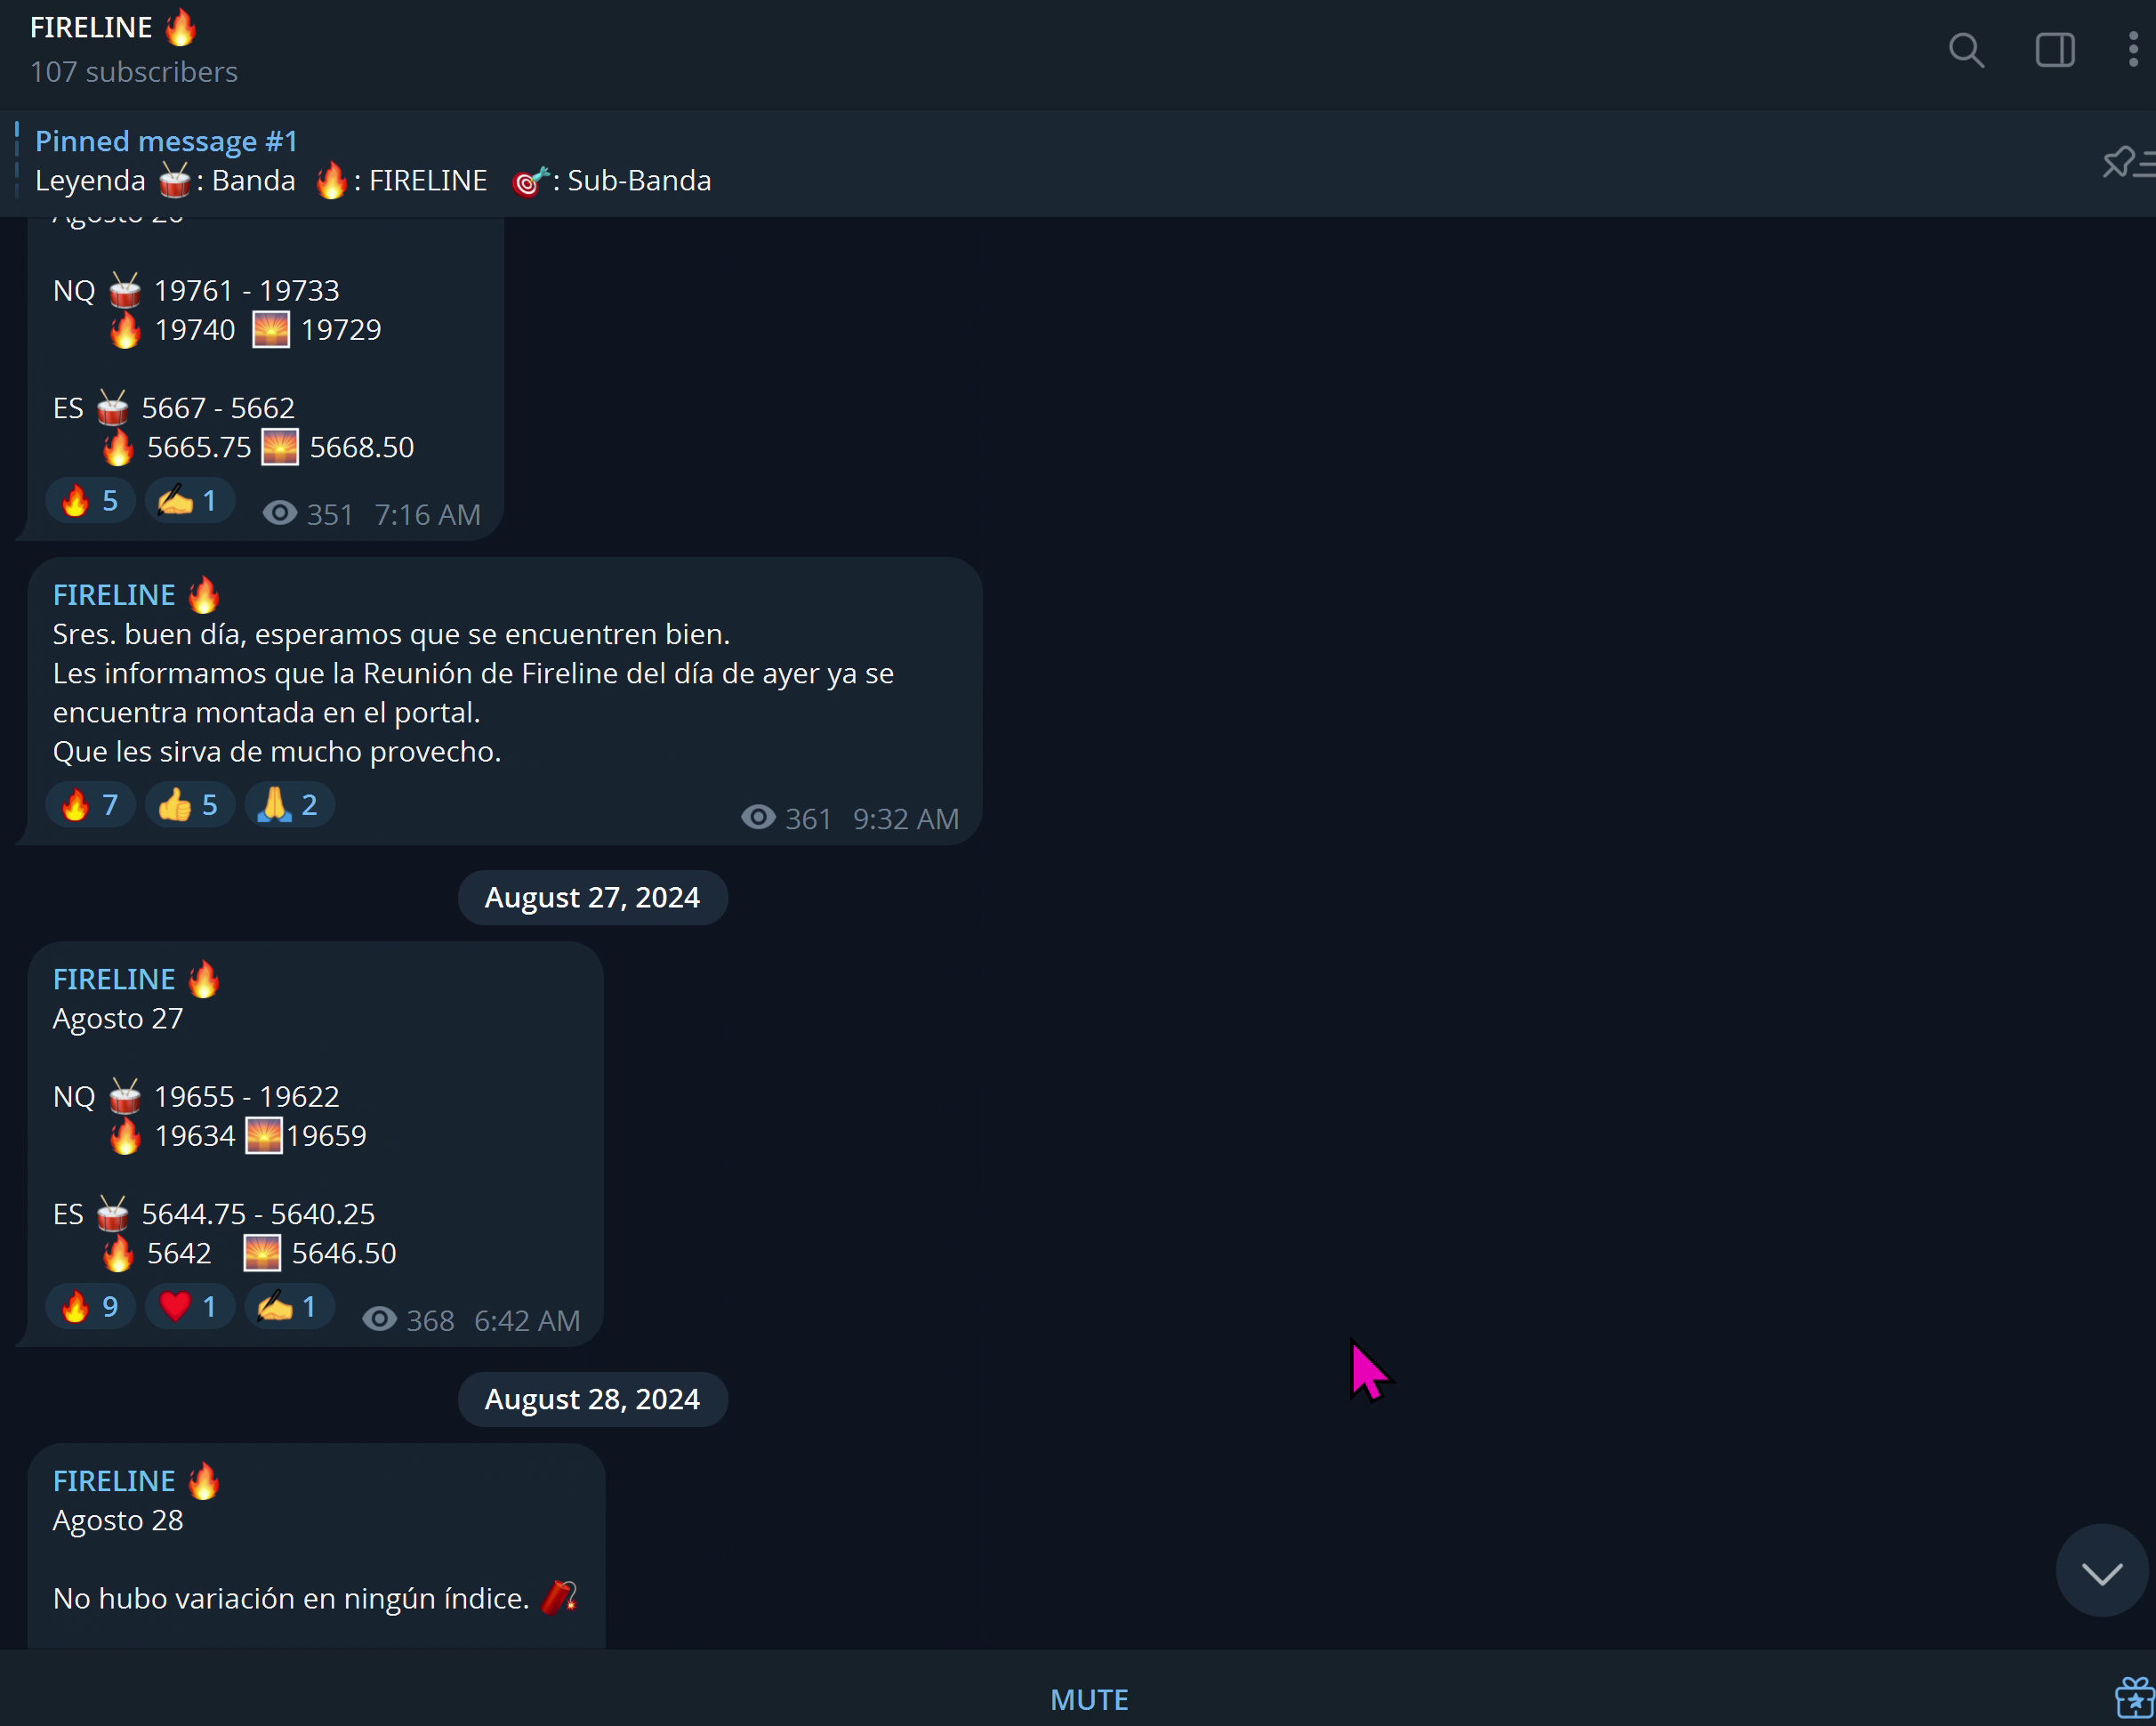 FIRELINE 🔥
107 subscribers
Pinned message #1
Leyenda 🥁: Banda 🔥: FIRELINE 🎯: Sub-Banda
Agosto 26
NQ 🥁 19761 - 19733
🔥 19740 🌅 19729
ES 🥁 5667 - 5662
🔥 5665.75 🌅 5668.50
🔥 5 ✍️ 1 351 7:16 AM
FIRELINE 🔥
Sres. buen día, esperamos que se encuentren bien.
Les informamos que la Reunión de Fireline del día de ayer ya se
encuentra montada en el portal.
Que les sirva de mucho provecho.
🔥 7 👍 5 🙏 2 361 9:32 AM
August 27, 2024
FIRELINE 🔥
Agosto 27
NQ 🥁 19655 - 19622
🔥 19634 🌅19659
ES 🥁 5644.75 - 5640.25
🔥 5642 🌅 5646.50
🔥 9 ❤️ 1 ✍️ 1 368 6:42 AM
August 28, 2024
FIRELINE 🔥
Agosto 28
No hubo variación en ningún índice. 🧨
MUTE